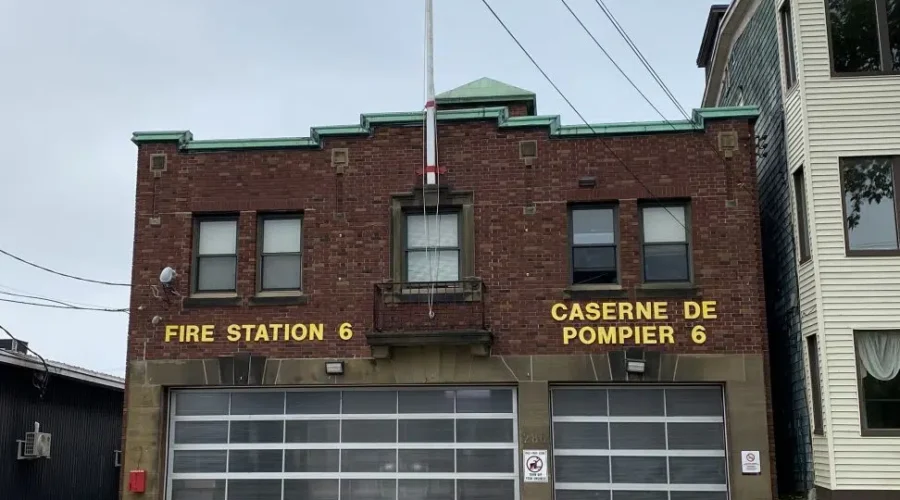 FIRE STATION 6
CASERNE DE
POMPIER 6